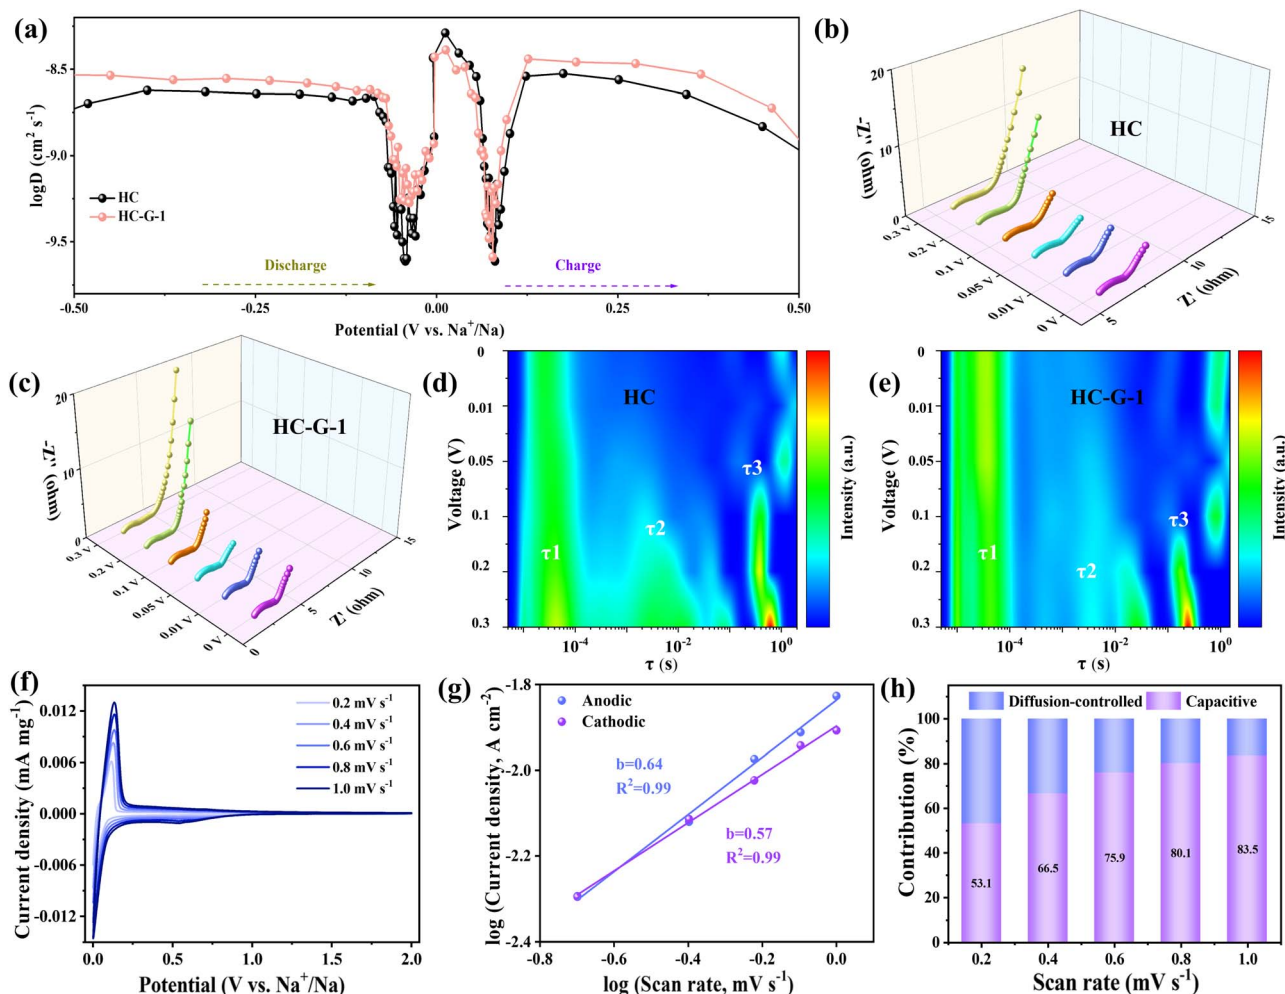 (a)
logD (cm² s⁻¹)
-8.5
-9.0
-9.5
HC
HC-G-1
Discharge
Charge
-0.50
-0.25
0.00
0.25
0.50
Potential (V vs. Na⁺/Na)
(b)
HC
-Z'' (ohm)
20
10
0
0.3 V
0.2 V
0.1 V
0.05 V
0.01 V
0 V
5
10
15
Z' (ohm)
(c)
HC-G-1
-Z'' (ohm)
20
10
0
0.3 V
0.2 V
0.1 V
0.05 V
0.01 V
0 V
0
5
10
15
Z' (ohm)
(d)
HC
Voltage (V)
0
0.01
0.05
0.1
0.2
0.3
τ1
τ2
τ3
10⁻⁴
10⁻²
10⁰
τ (s)
Intensity (a.u.)
(e)
HC-G-1
Voltage (V)
0
0.01
0.05
0.1
0.2
0.3
τ1
τ2
τ3
10⁻⁴
10⁻²
10⁰
τ (s)
Intensity (a.u.)
(f)
Current density (mA mg⁻¹)
0.012
0.006
0.000
-0.006
-0.012
0.2 mV s⁻¹
0.4 mV s⁻¹
0.6 mV s⁻¹
0.8 mV s⁻¹
1.0 mV s⁻¹
0.0
0.5
1.0
1.5
2.0
Potential (V vs. Na⁺/Na)
(g)
log (Current density, A cm⁻²)
-1.8
-2.0
-2.2
-2.4
Anodic
Cathodic
b=0.64
R²=0.99
b=0.57
R²=0.99
-0.8
-0.6
-0.4
-0.2
0.0
log (Scan rate, mV s⁻¹)
(h)
Contribution (%)
100
80
60
40
20
0
Diffusion-controlled
Capacitive
53.1
66.5
75.9
80.1
83.5
0.2
0.4
0.6
0.8
1.0
Scan rate (mV s⁻¹)